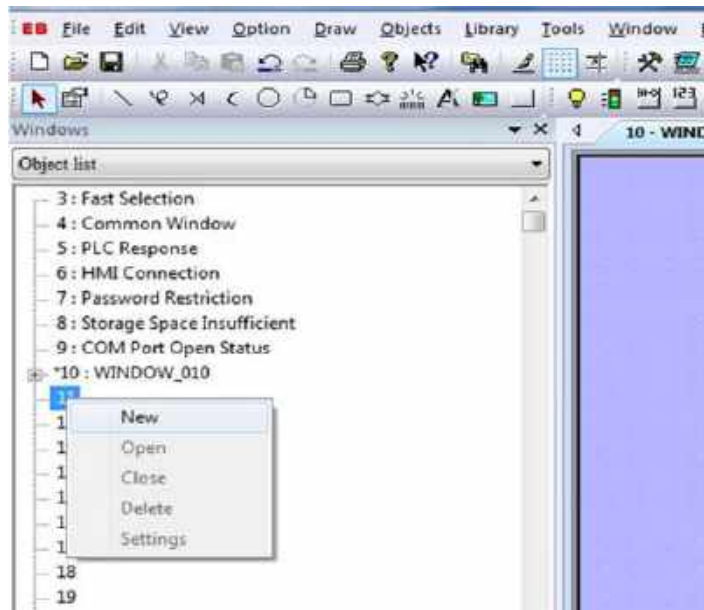 EB File Edit View Option Draw Objects Library Tools Window
Windows
10 - WIND
Object list
3 : Fast Selection
4 : Common Window
5 : PLC Response
6 : HMI Connection
7 : Password Restriction
8 : Storage Space Insufficient
9 : COM Port Open Status
*10 : WINDOW_010
11
New
Open
Close
Delete
Settings
18
19